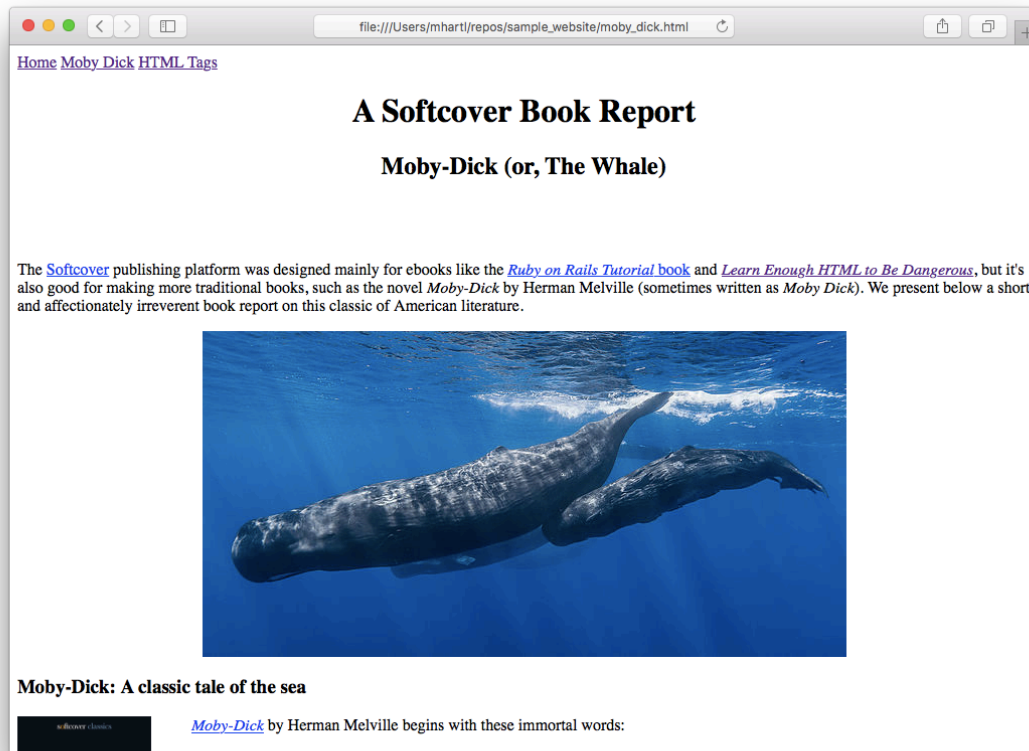 file:///Users/mhartl/repos/sample_website/moby_dick.html
Home Moby Dick HTML Tags
A Softcover Book Report
Moby-Dick (or, The Whale)
The Softcover publishing platform was designed mainly for ebooks like the Ruby on Rails Tutorial book and Learn Enough HTML to Be Dangerous, but it's
also good for making more traditional books, such as the novel Moby-Dick by Herman Melville (sometimes written as Moby Dick). We present below a short
and affectionately irreverent book report on this classic of American literature.
Moby-Dick: A classic tale of the sea
softcover classics
Moby-Dick by Herman Melville begins with these immortal words: